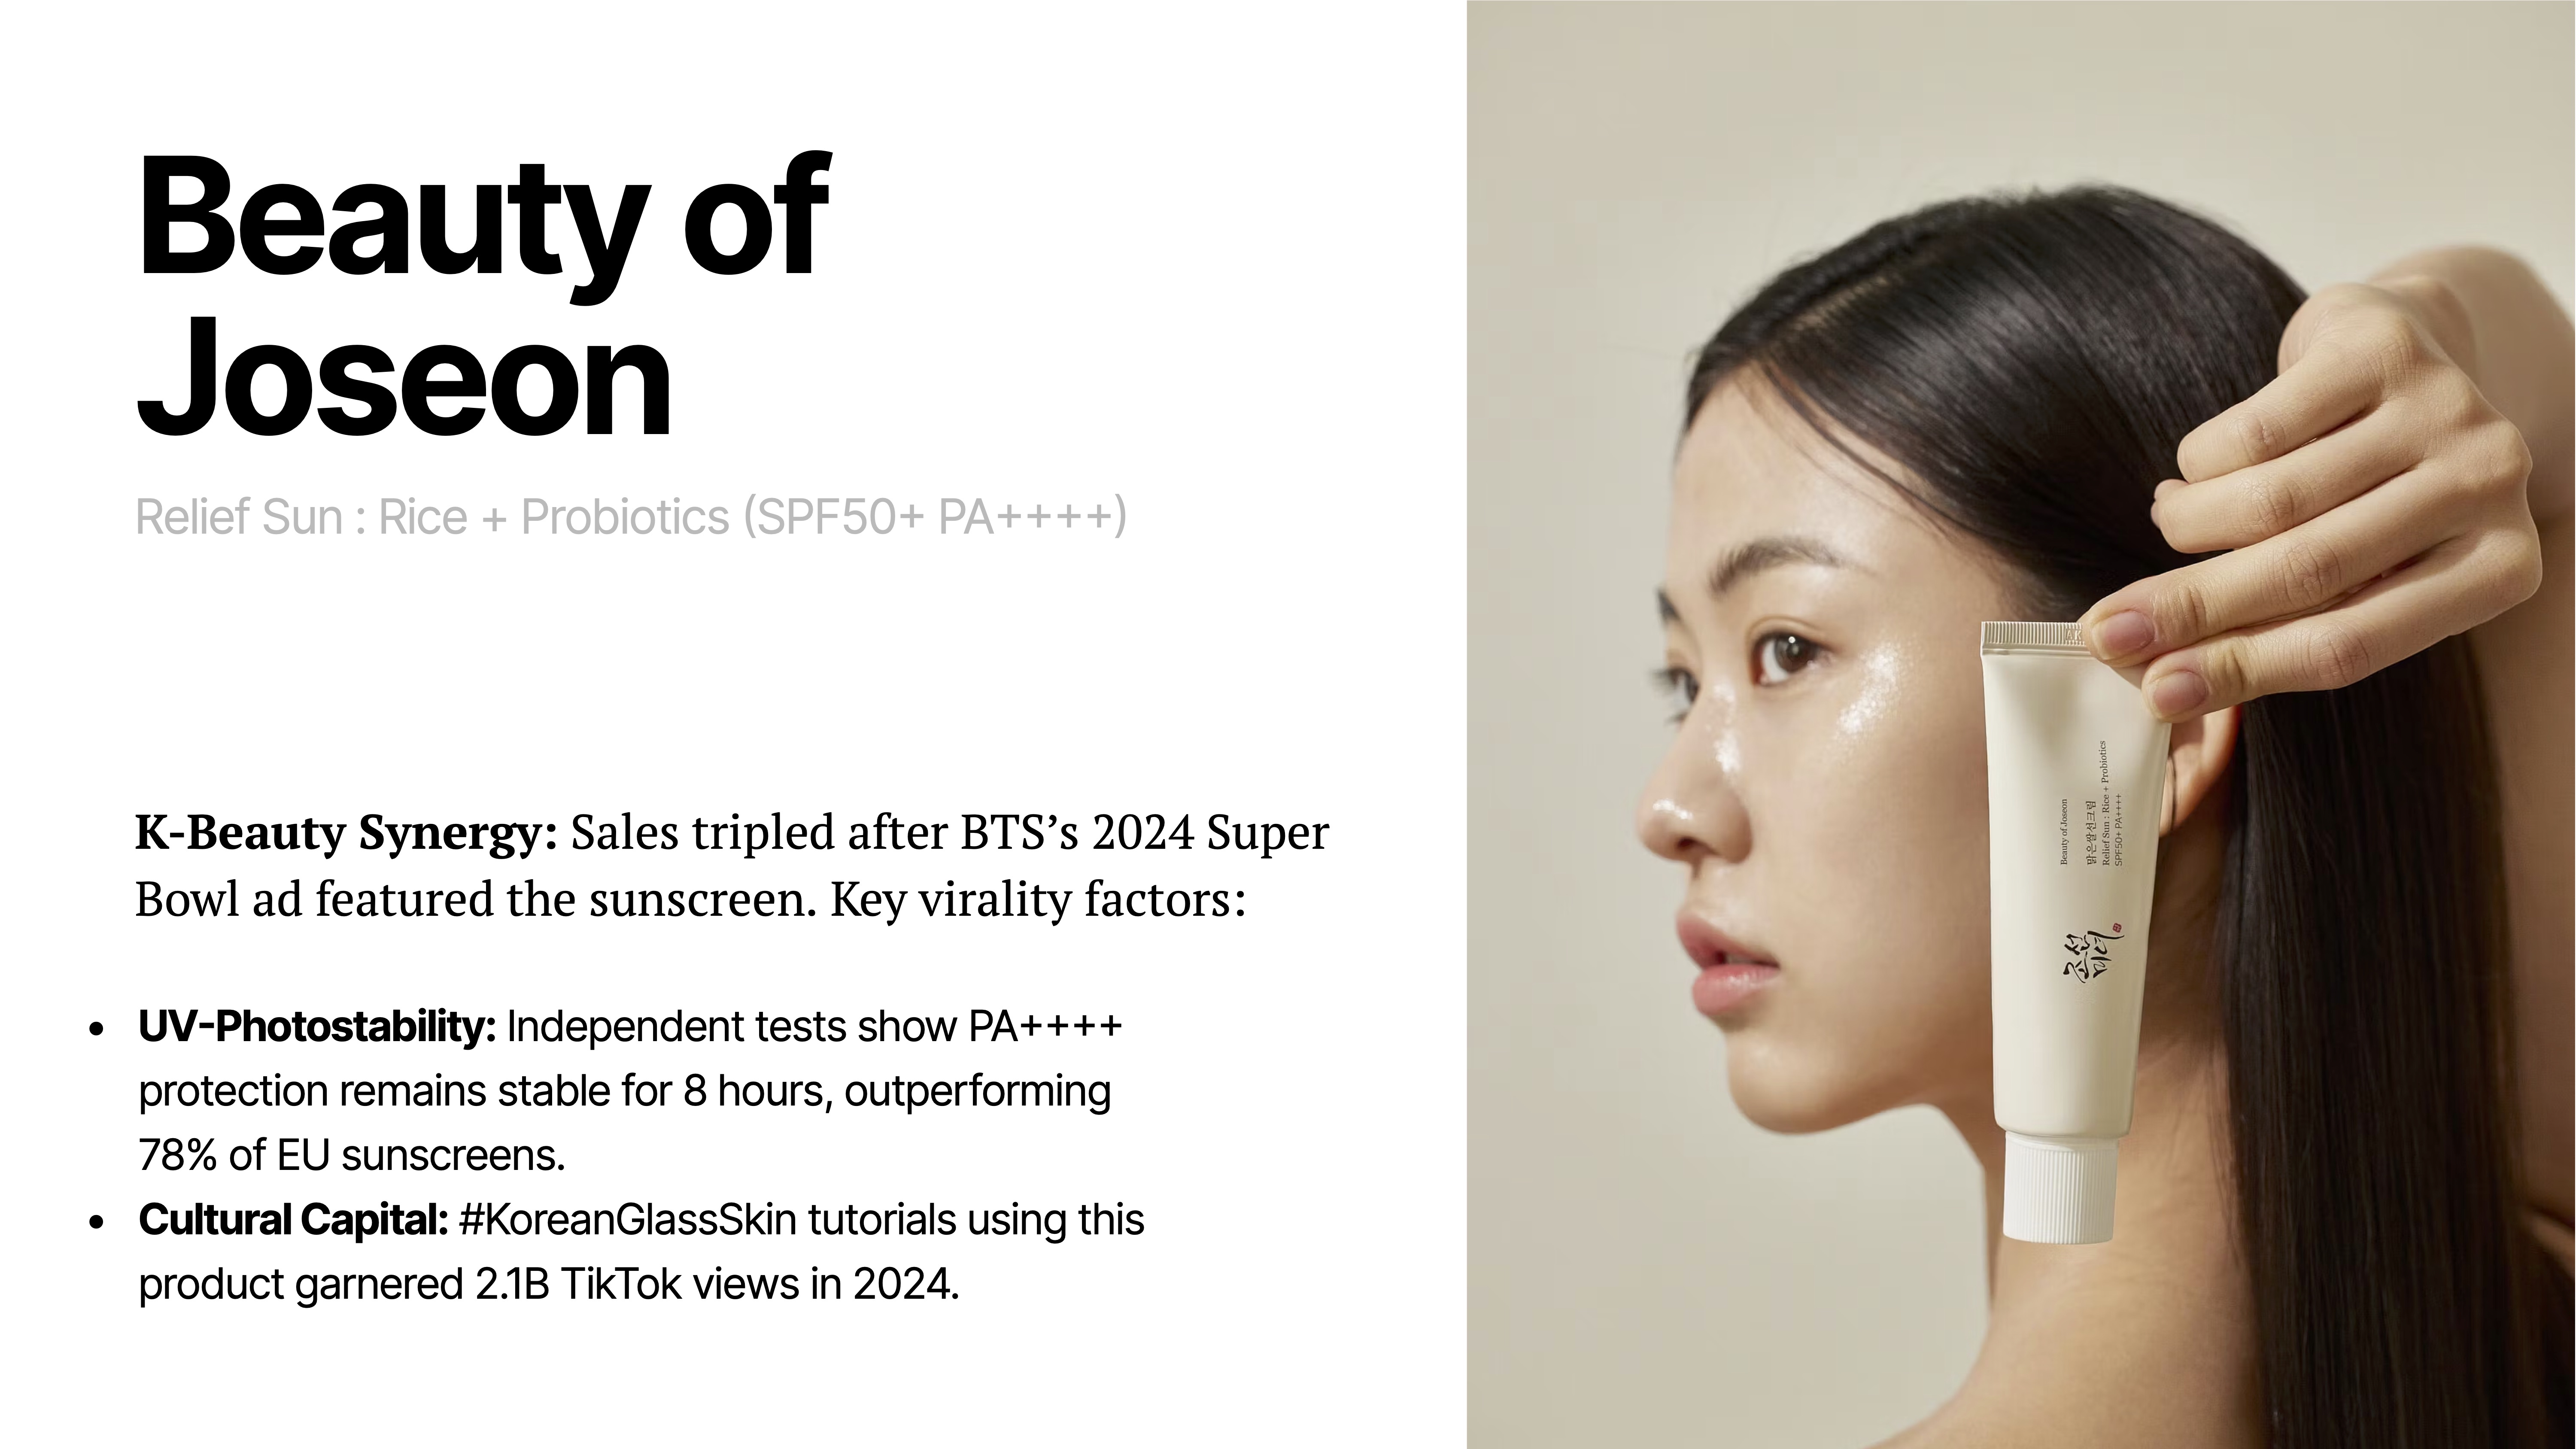 Beauty of
Joseon
Relief Sun : Rice + Probiotics (SPF50+ PA++++)
K-Beauty Synergy: Sales tripled after BTS’s 2024 Super
Bowl ad featured the sunscreen. Key virality factors:
• UV-Photostability: Independent tests show PA++++
protection remains stable for 8 hours, outperforming
78% of EU sunscreens.
• Cultural Capital: #KoreanGlassSkin tutorials using this
product garnered 2.1B TikTok views in 2024.
Beauty of Joseon
맑은쌀선크림
Relief Sun : Rice + Probiotics
SPF50+ PA++++
조선
미녀